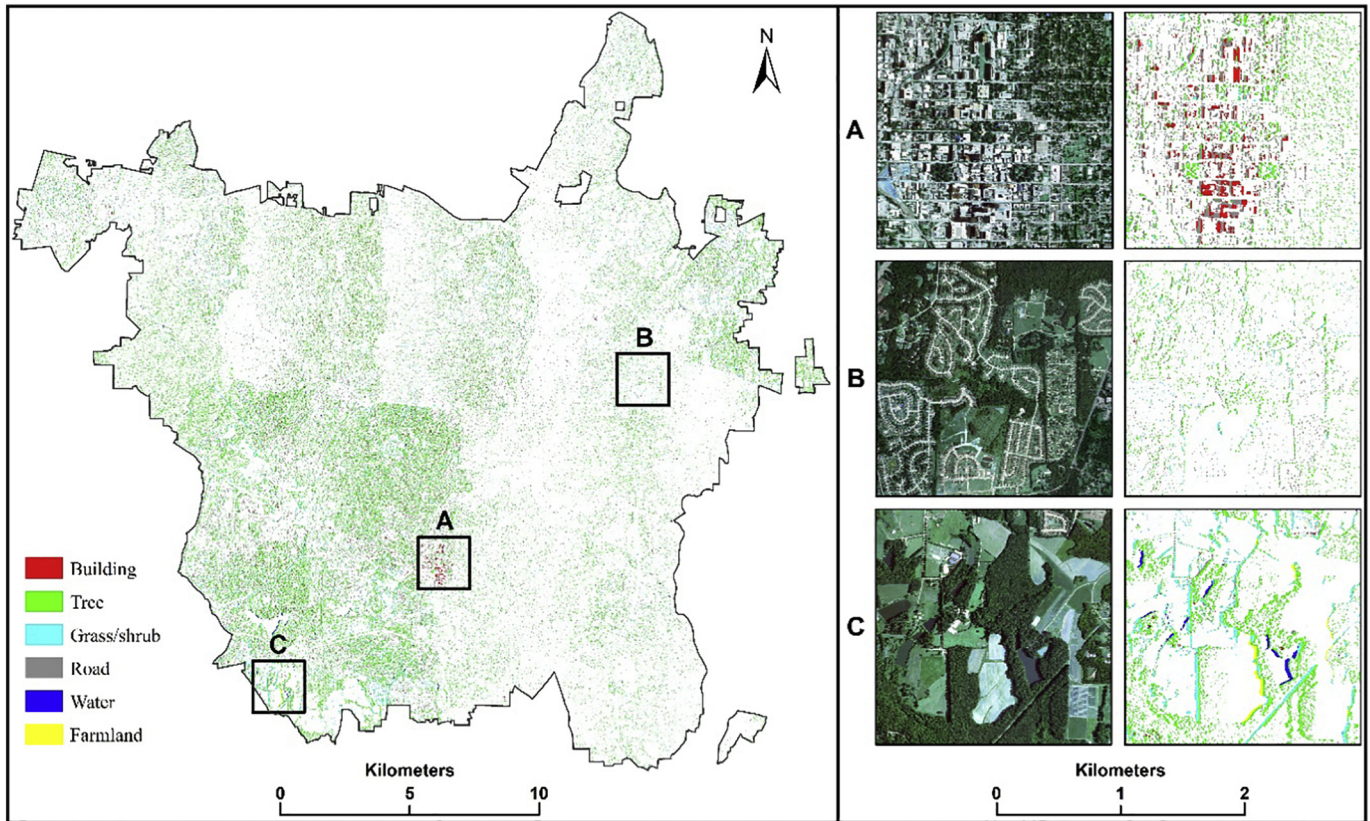 N
A
B
C
Building
Tree
Grass/shrub
Road
Water
Farmland
Kilometers
0 5 10
A
B
C
Kilometers
0 1 2